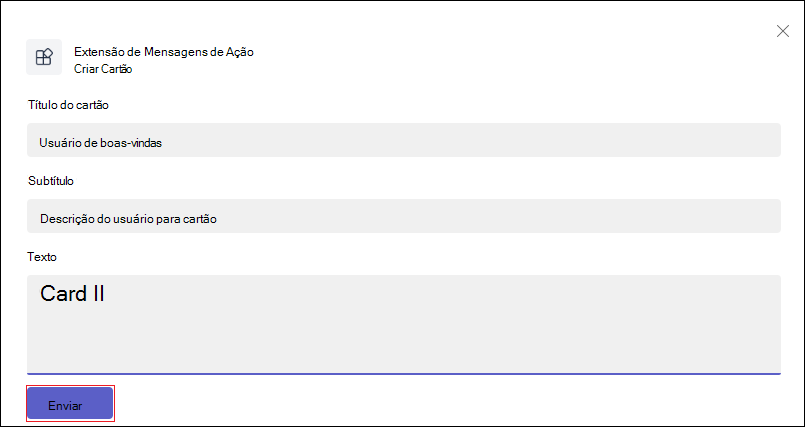 Extensão de Mensagens de Ação
Criar Cartão
Título do cartão
Usuário de boas-vindas
Subtítulo
Descrição do usuário para cartão
Texto
Card II
Enviar